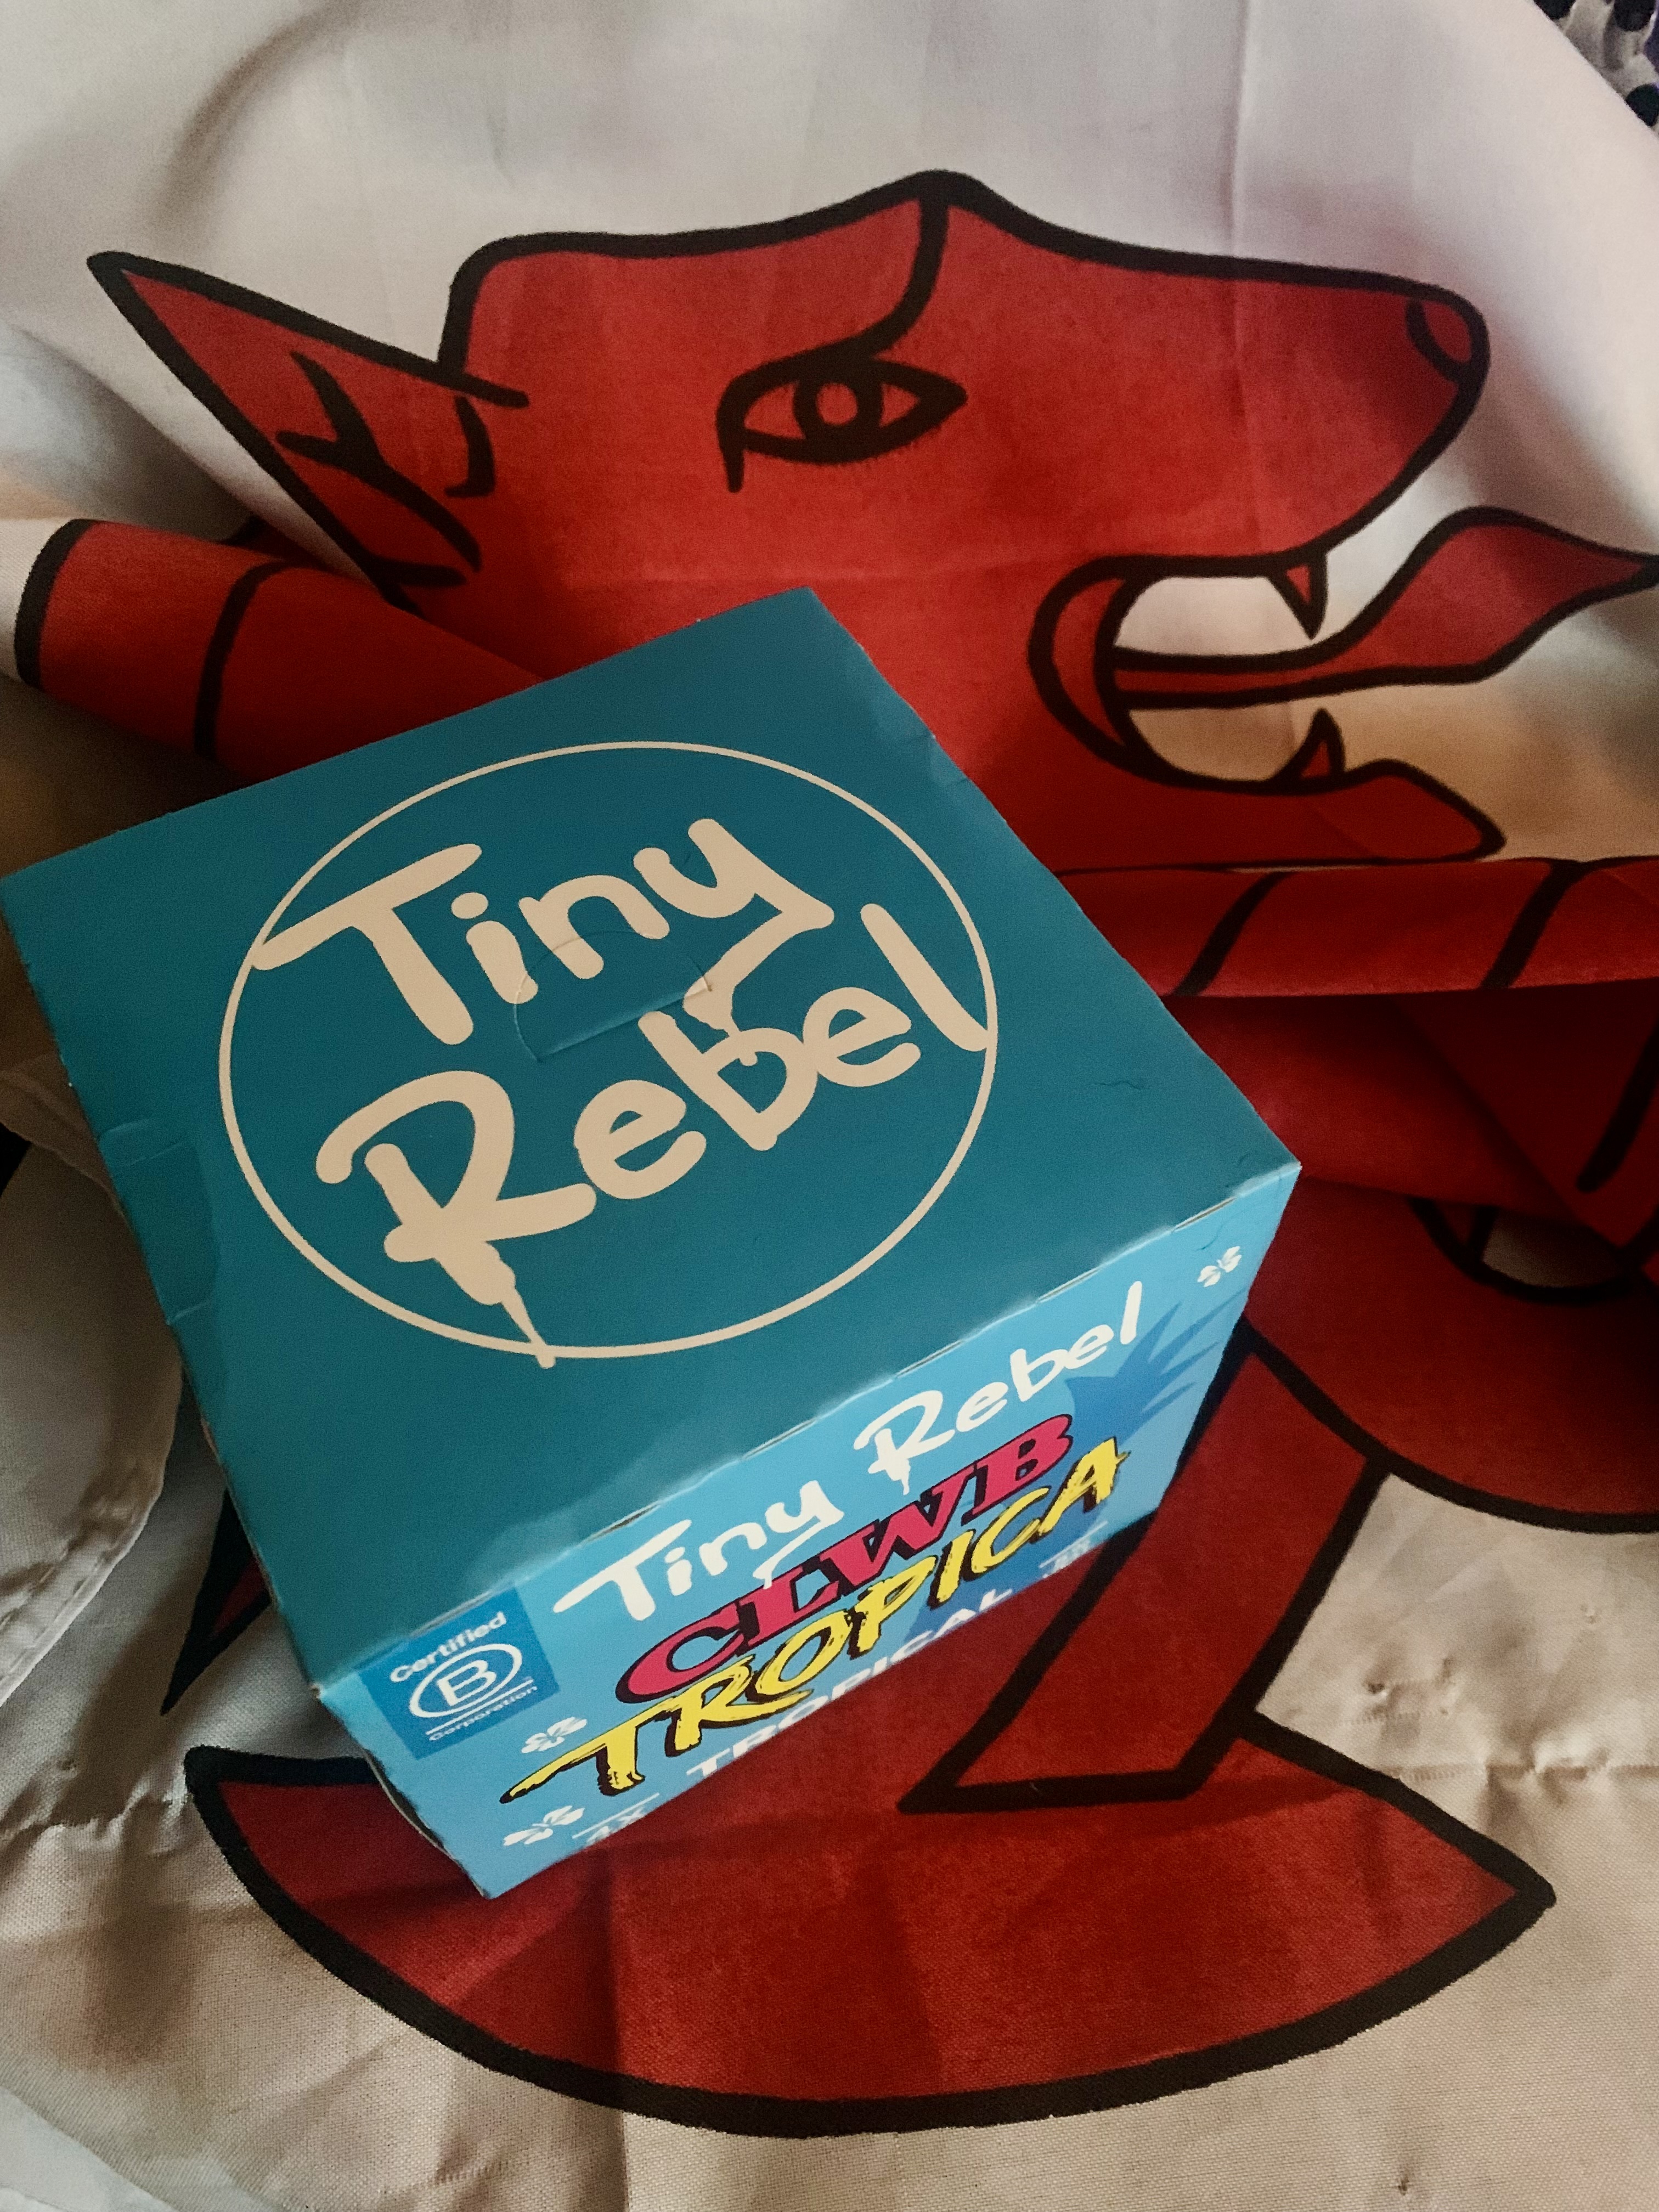 Tiny
Rebel
Tiny Rebel
CLWB
TROPICA
TROPICAL
Certified
B
Corporation